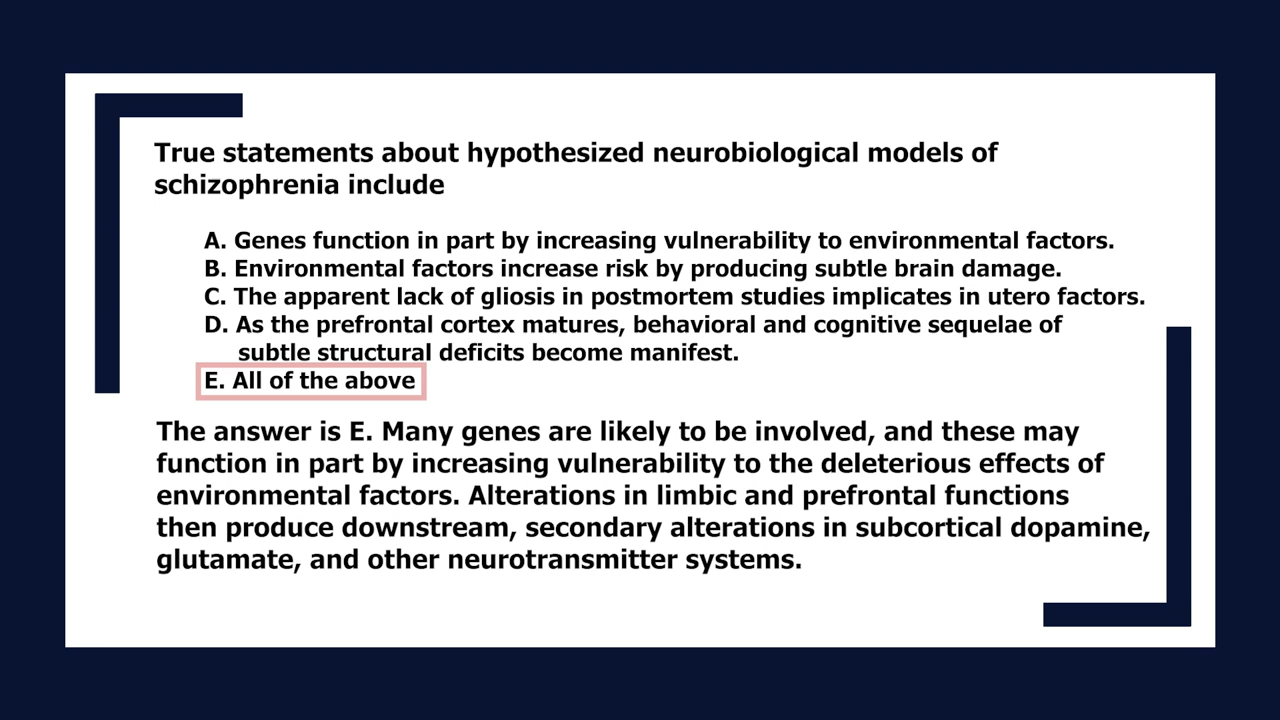 True statements about hypothesized neurobiological models of
schizophrenia include
A. Genes function in part by increasing vulnerability to environmental factors.
B. Environmental factors increase risk by producing subtle brain damage.
C. The apparent lack of gliosis in postmortem studies implicates in utero factors.
D. As the prefrontal cortex matures, behavioral and cognitive sequelae of
subtle structural deficits become manifest.
E. All of the above
The answer is E. Many genes are likely to be involved, and these may
function in part by increasing vulnerability to the deleterious effects of
environmental factors. Alterations in limbic and prefrontal functions
then produce downstream, secondary alterations in subcortical dopamine,
glutamate, and other neurotransmitter systems.